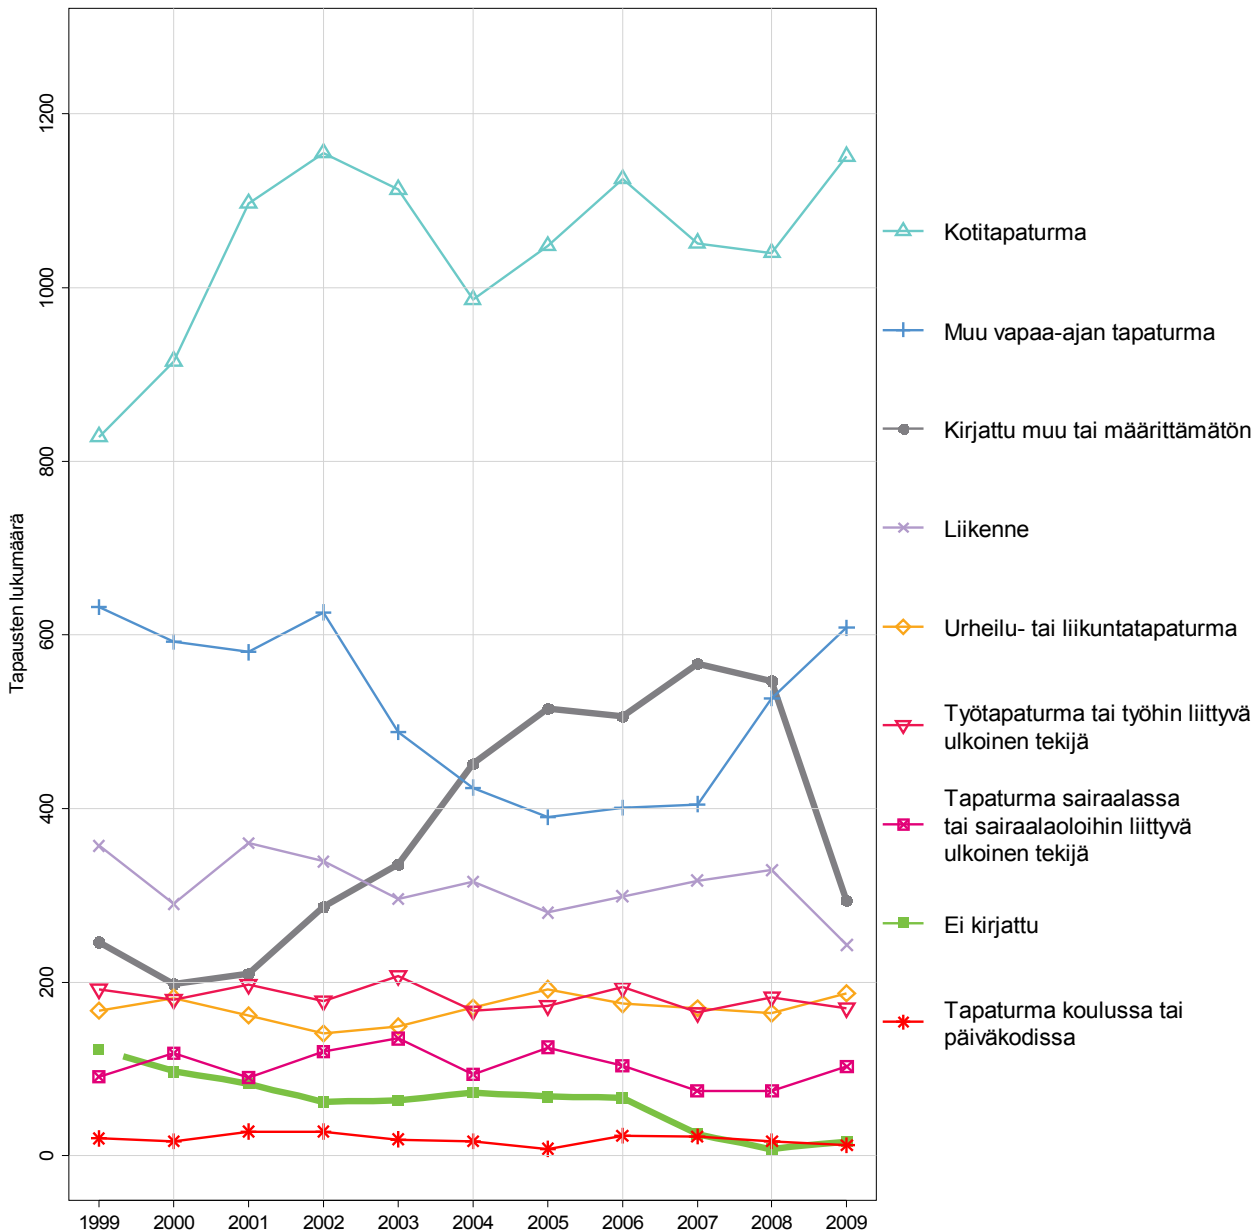 1200
1000
800
600
400
200
0
Tapausten lukumäärä
1999 2000 2001 2002 2003 2004 2005 2006 2007 2008 2009
Kotitapaturma
Muu vapaa-ajan tapaturma
Kirjattu muu tai määrittämätön
Liikenne
Urheilu- tai liikuntatapaturma
Työtapaturma tai työhin liittyvä
ulkoinen tekijä
Tapaturma sairaalassa
tai sairaalaoloihin liittyvä
ulkoinen tekijä
Ei kirjattu
Tapaturma koulussa tai
päiväkodissa